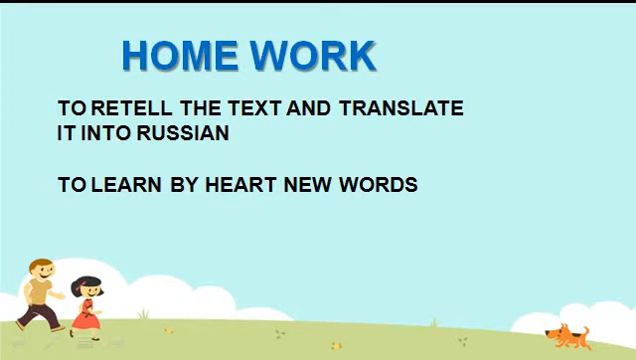 HOME WORK
TO RETELL THE TEXT AND TRANSLATE
IT INTO RUSSIAN
TO LEARN BY HEART NEW WORDS